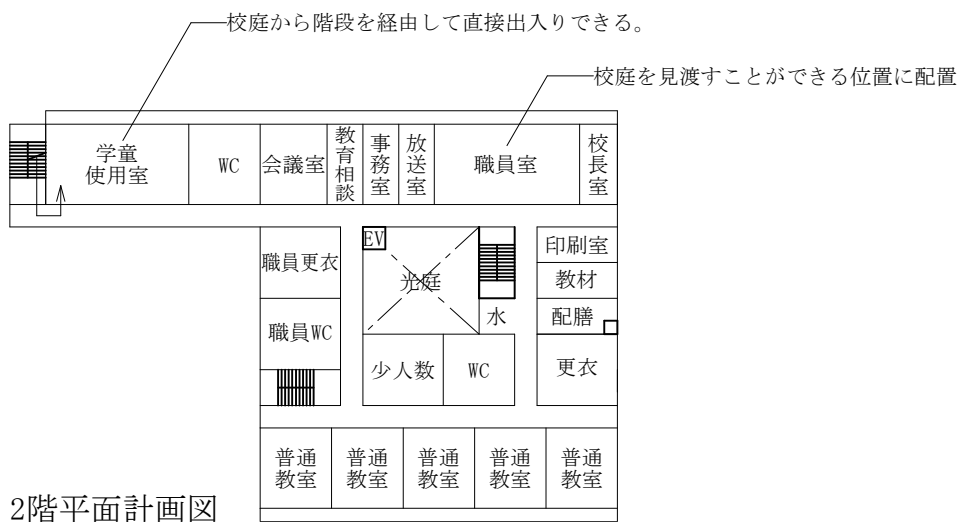 校庭から階段を経由して直接出入りできる。
校庭を見渡すことができる位置に配置
学童
使用室
WC
会議室
教育相談
事務室
放送室
職員室
校長室
職員更衣
EV
光庭
印刷室
教材
職員WC
水
配膳
少人数
WC
更衣
普通
教室
普通
教室
普通
教室
普通
教室
普通
教室
2階平面計画図